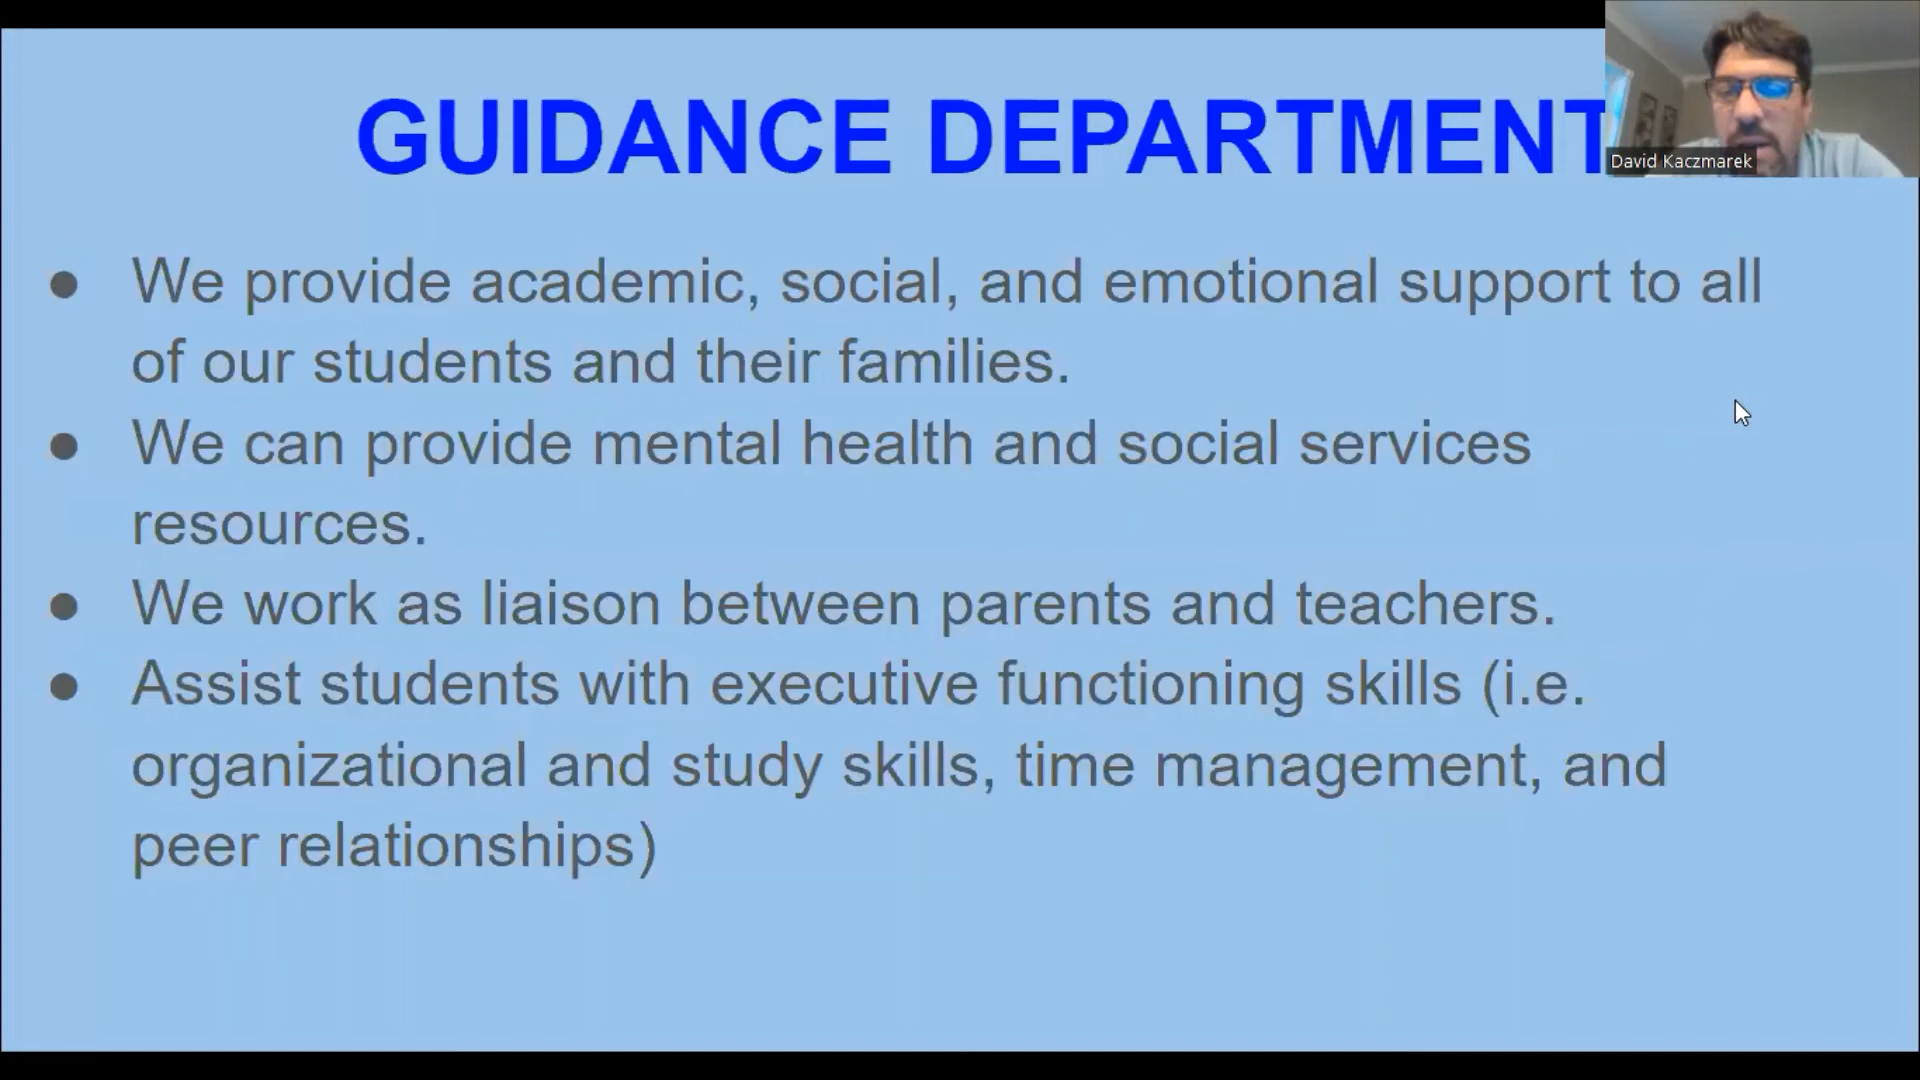 GUIDANCE DEPARTMENT
David Kaczmarek
● We provide academic, social, and emotional support to all
of our students and their families.
● We can provide mental health and social services
resources.
● We work as liaison between parents and teachers.
● Assist students with executive functioning skills (i.e.
organizational and study skills, time management, and
peer relationships)